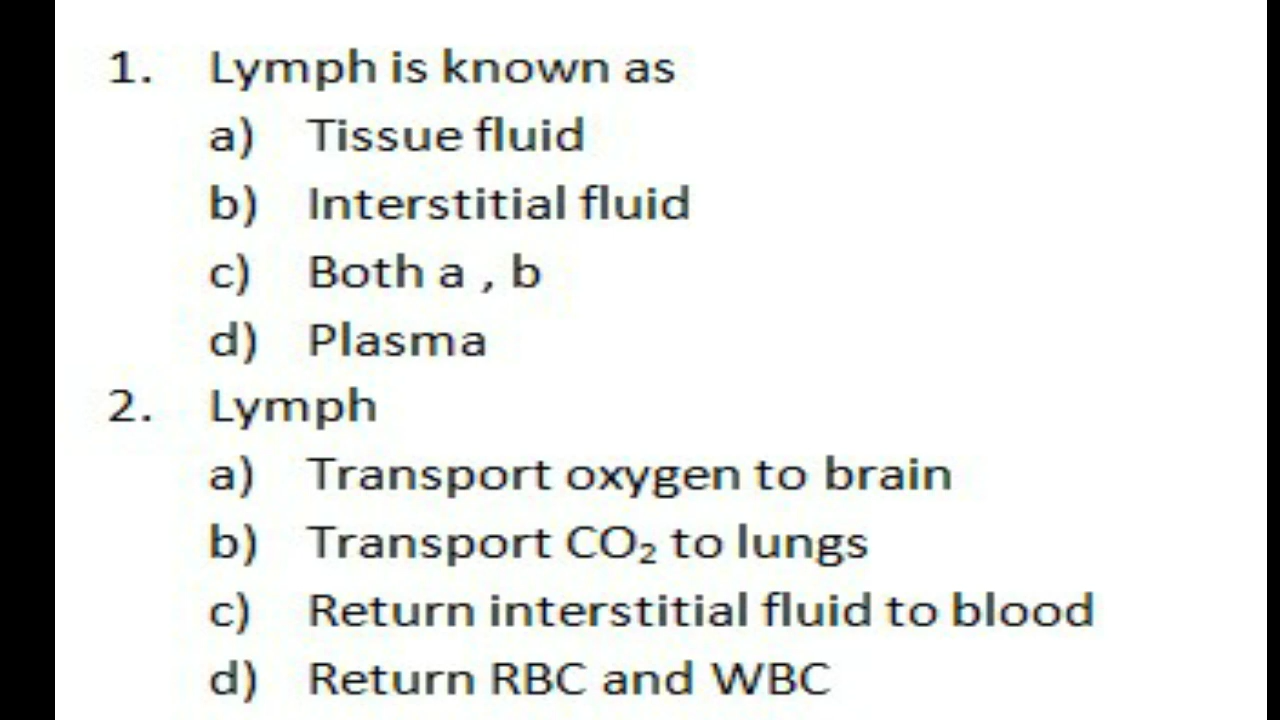 1. Lymph is known as
a) Tissue fluid
b) Interstitial fluid
c) Both a , b
d) Plasma
2. Lymph
a) Transport oxygen to brain
b) Transport CO₂ to lungs
c) Return interstitial fluid to blood
d) Return RBC and WBC